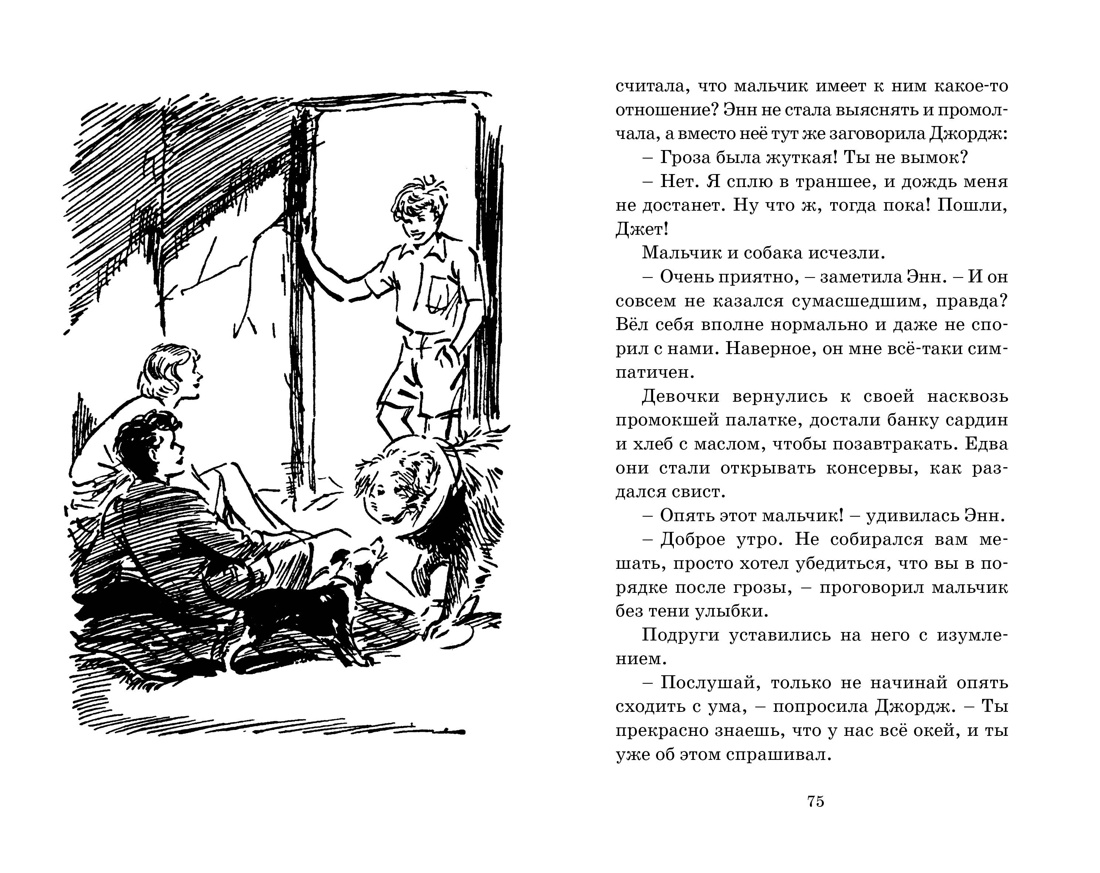 считала, что мальчик имеет к ним какое-то
отношение? Энн не стала выяснять и промол-
чала, а вместо неё тут же заговорила Джордж:
– Гроза была жуткая! Ты не вымок?
– Нет. Я сплю в траншее, и дождь меня
не достанет. Ну что ж, тогда пока! Пошли,
Джет!
Мальчик и собака исчезли.
– Очень приятно, – заметила Энн. – И он
совсем не казался сумасшедшим, правда?
Вёл себя вполне нормально и даже не спо-
рил с нами. Наверное, он мне всё-таки сим-
патичен.
Девочки вернулись к своей насквозь
промокшей палатке, достали банку сардин
и хлеб с маслом, чтобы позавтракать. Едва
они стали открывать консервы, как раз-
дался свист.
– Опять этот мальчик! – удивилась Энн.
– Доброе утро. Не собирался вам ме-
шать, просто хотел убедиться, что вы в по-
рядке после грозы, – проговорил мальчик
без тени улыбки.
Подруги уставились на него с изумле-
нием.
– Послушай, только не начинай опять
сходить с ума, – попросила Джордж. – Ты
прекрасно знаешь, что у нас всё окей, и ты
уже об этом спрашивал.
75